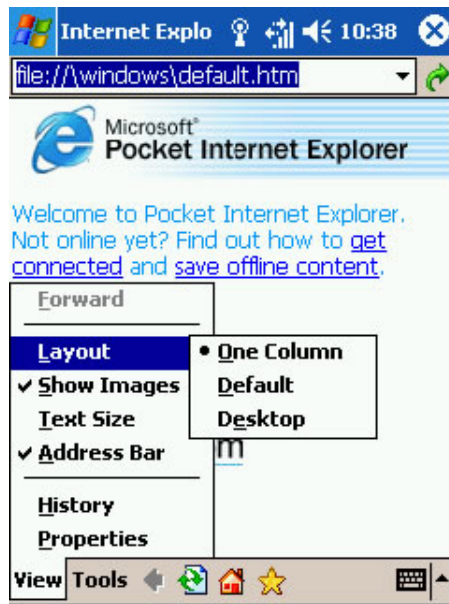 Internet Explo 10:38
file://\windows\default.htm
Microsoft®
Pocket Internet Explorer
Welcome to Pocket Internet Explorer.
Not online yet? Find out how to get
connected and save offline content.
Forward
Layout
One Column
Show Images
Default
Text Size
Desktop
Address Bar
m
History
Properties
View Tools